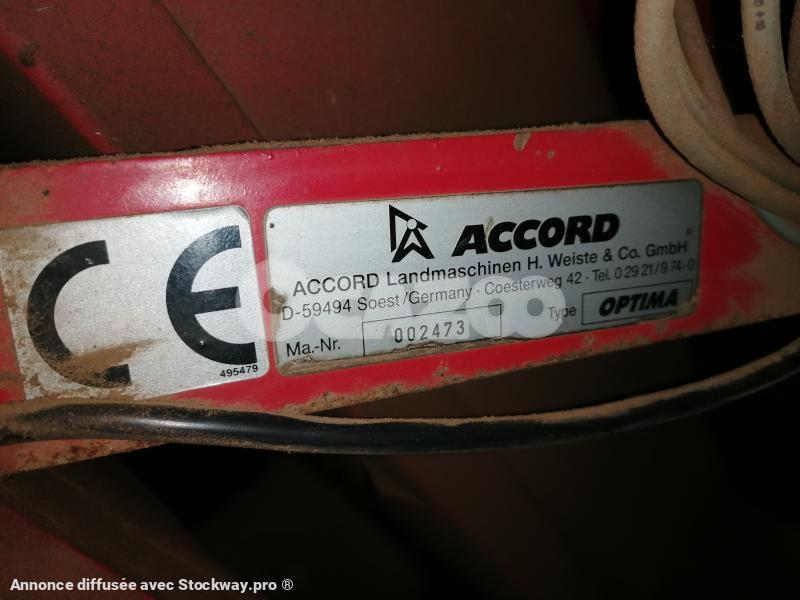 ACCORD
ACCORD Landmaschinen H. Weiste & Co. GmbH
D-59494 Soest/Germany · Coesterweg 42 · Tel. 0 29 21/9 74-0
Ma.-Nr. 002473 Type OPTIMA
CE
495479
Annonce diffusée avec Stockway.pro ®